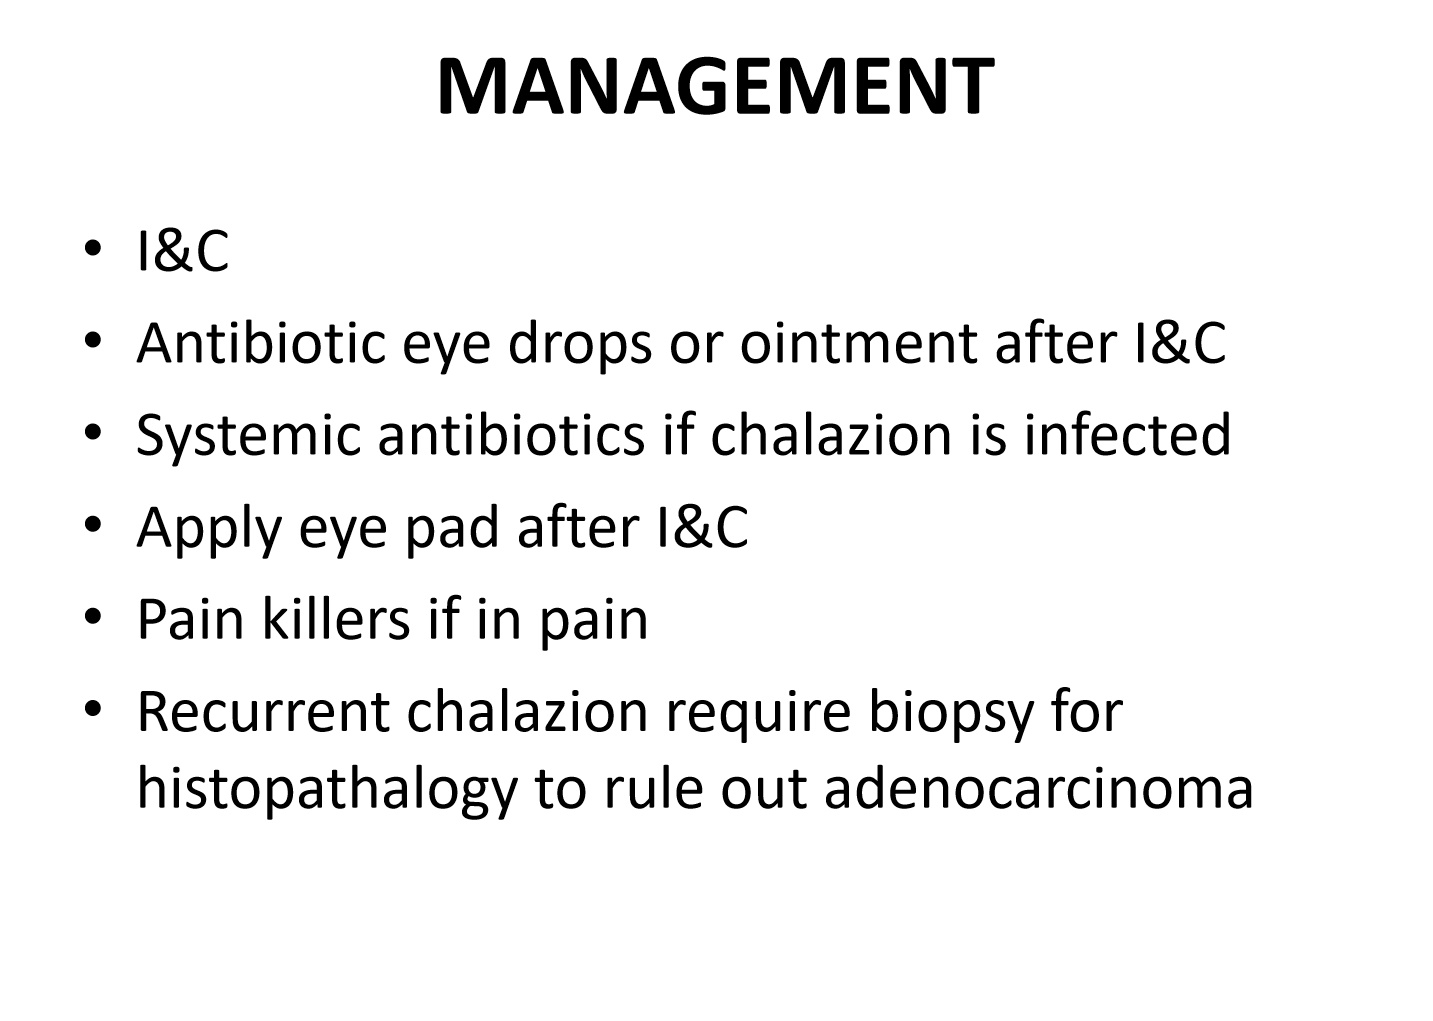 MANAGEMENT
• I&C
• Antibiotic eye drops or ointment after I&C
• Systemic antibiotics if chalazion is infected
• Apply eye pad after I&C
• Pain killers if in pain
• Recurrent chalazion require biopsy for
histopathalogy to rule out adenocarcinoma